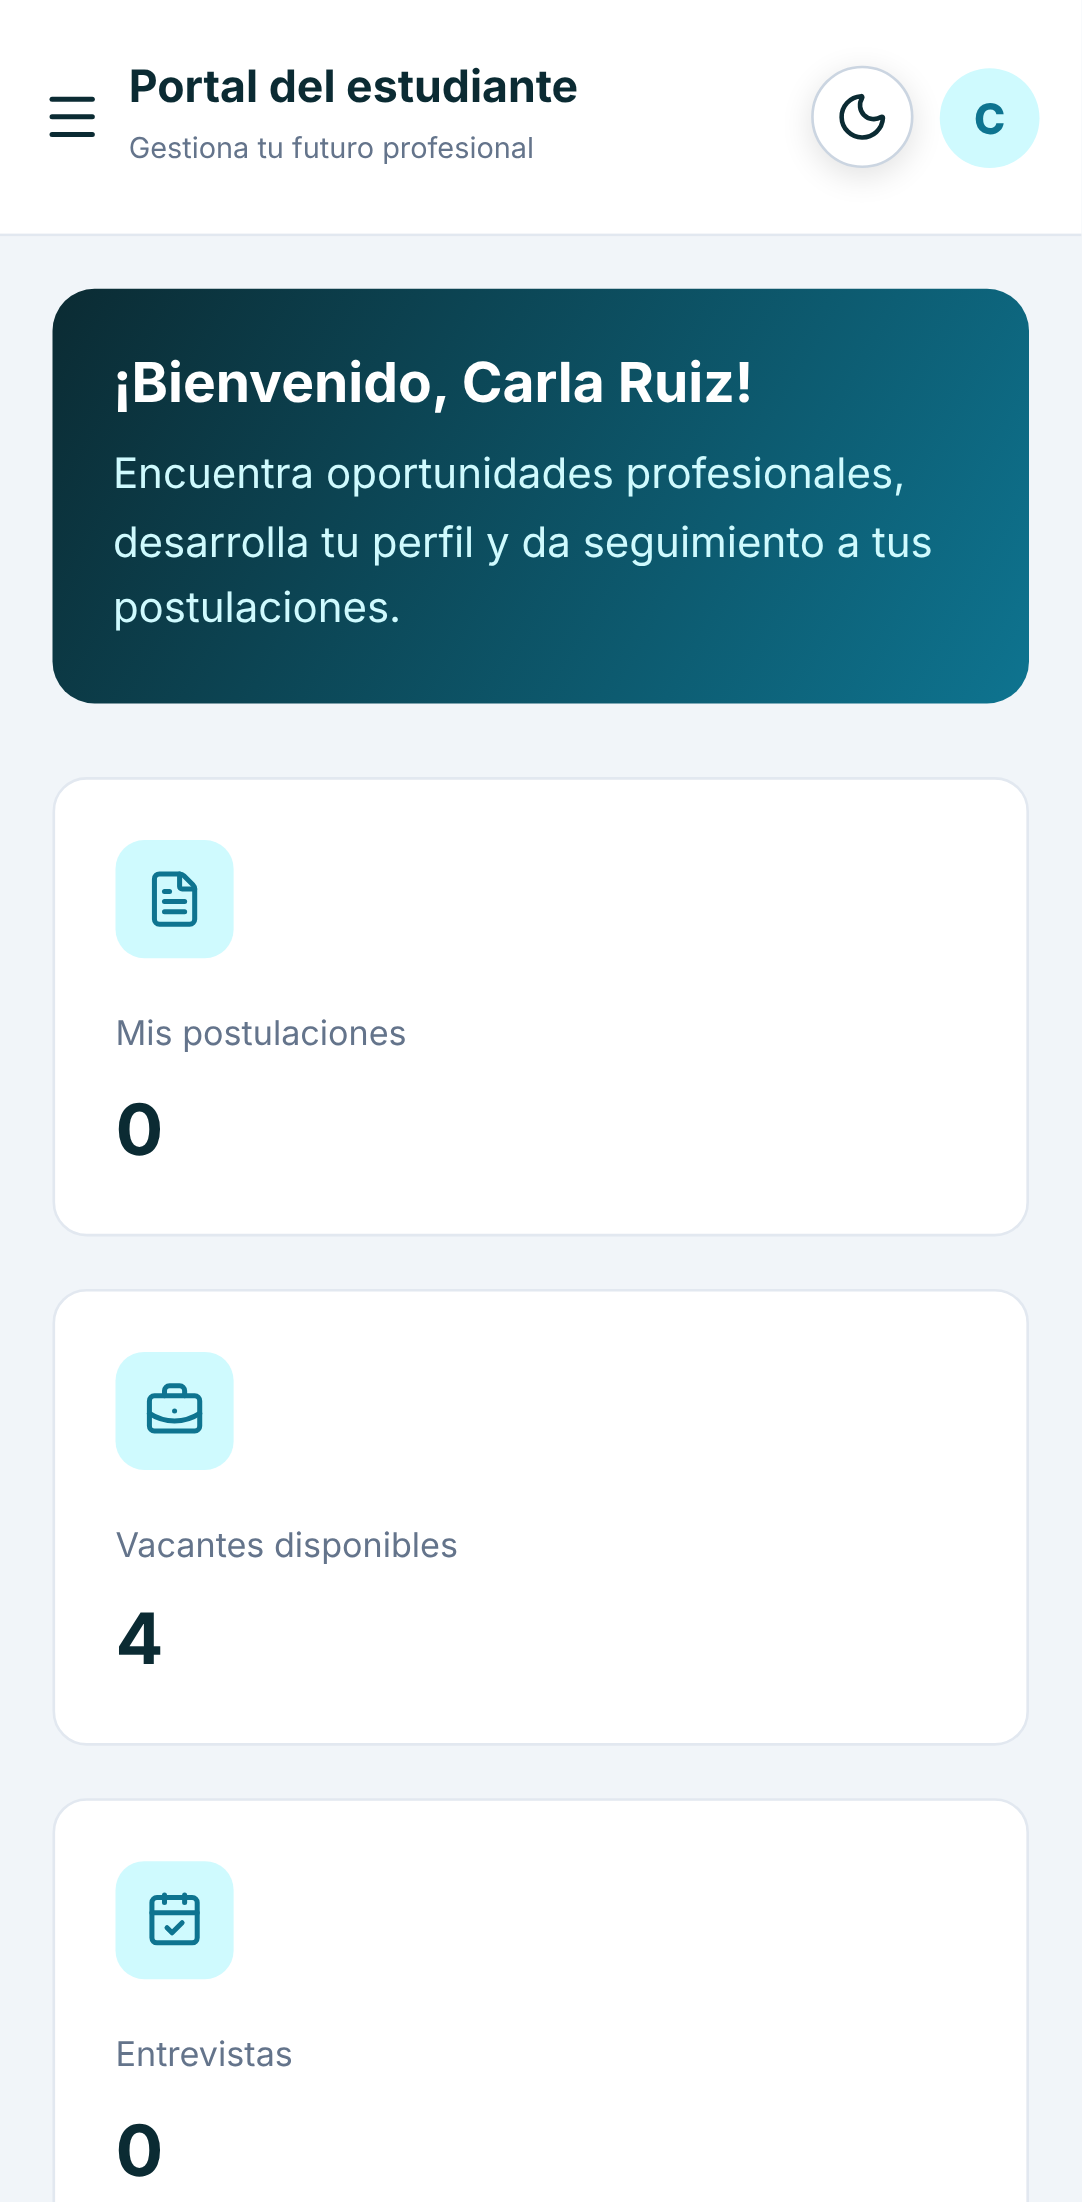 Portal del estudiante
Gestiona tu futuro profesional
C
¡Bienvenido, Carla Ruiz!
Encuentra oportunidades profesionales,
desarrolla tu perfil y da seguimiento a tus
postulaciones.
Mis postulaciones
0
Vacantes disponibles
4
Entrevistas
0